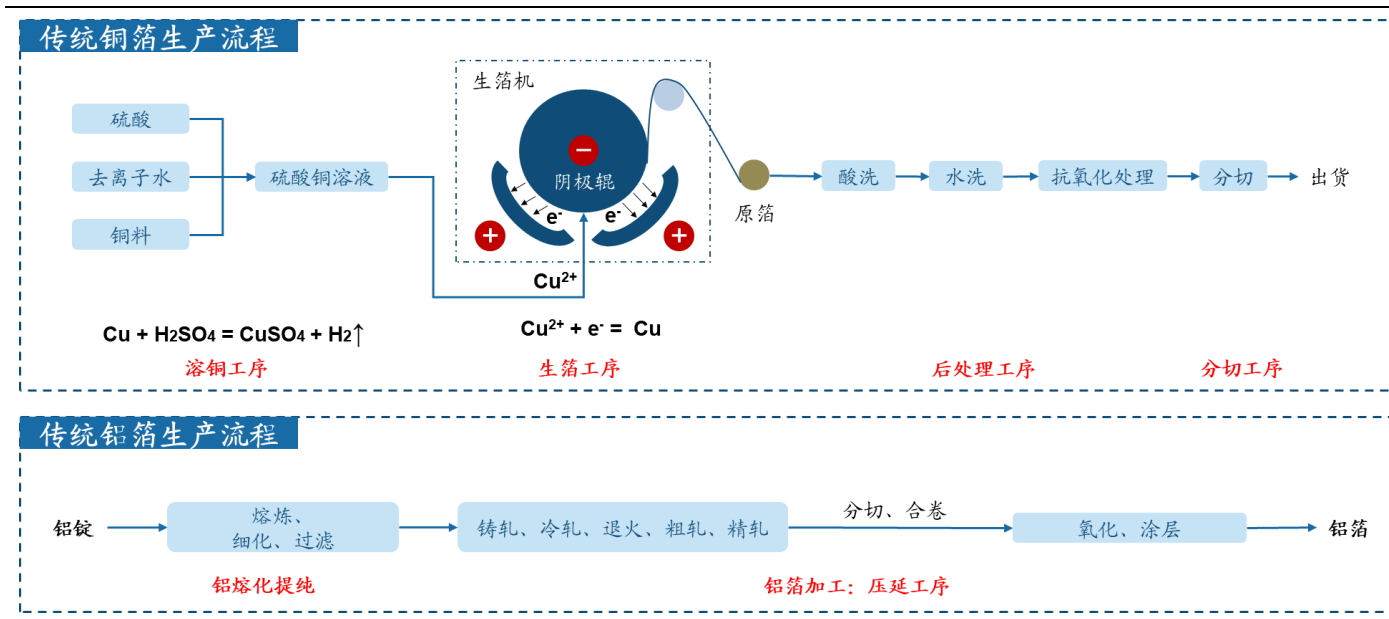 传统铜箔生产流程
硫酸
去离子水
铜料
硫酸铜溶液
生箔机
−
阴极辊
e-
e-
+
+
Cu²⁺
原箔
酸洗
水洗
抗氧化处理
分切
出货
Cu + H₂SO₄ = CuSO₄ + H₂↑
Cu²⁺ + e⁻ = Cu
溶铜工序
生箔工序
后处理工序
分切工序
传统铝箔生产流程
铝锭
熔炼、
细化、过滤
铸轧、冷轧、退火、粗轧、精轧
分切、合卷
氧化、涂层
铝箔
铝熔化提纯
铝箔加工：压延工序